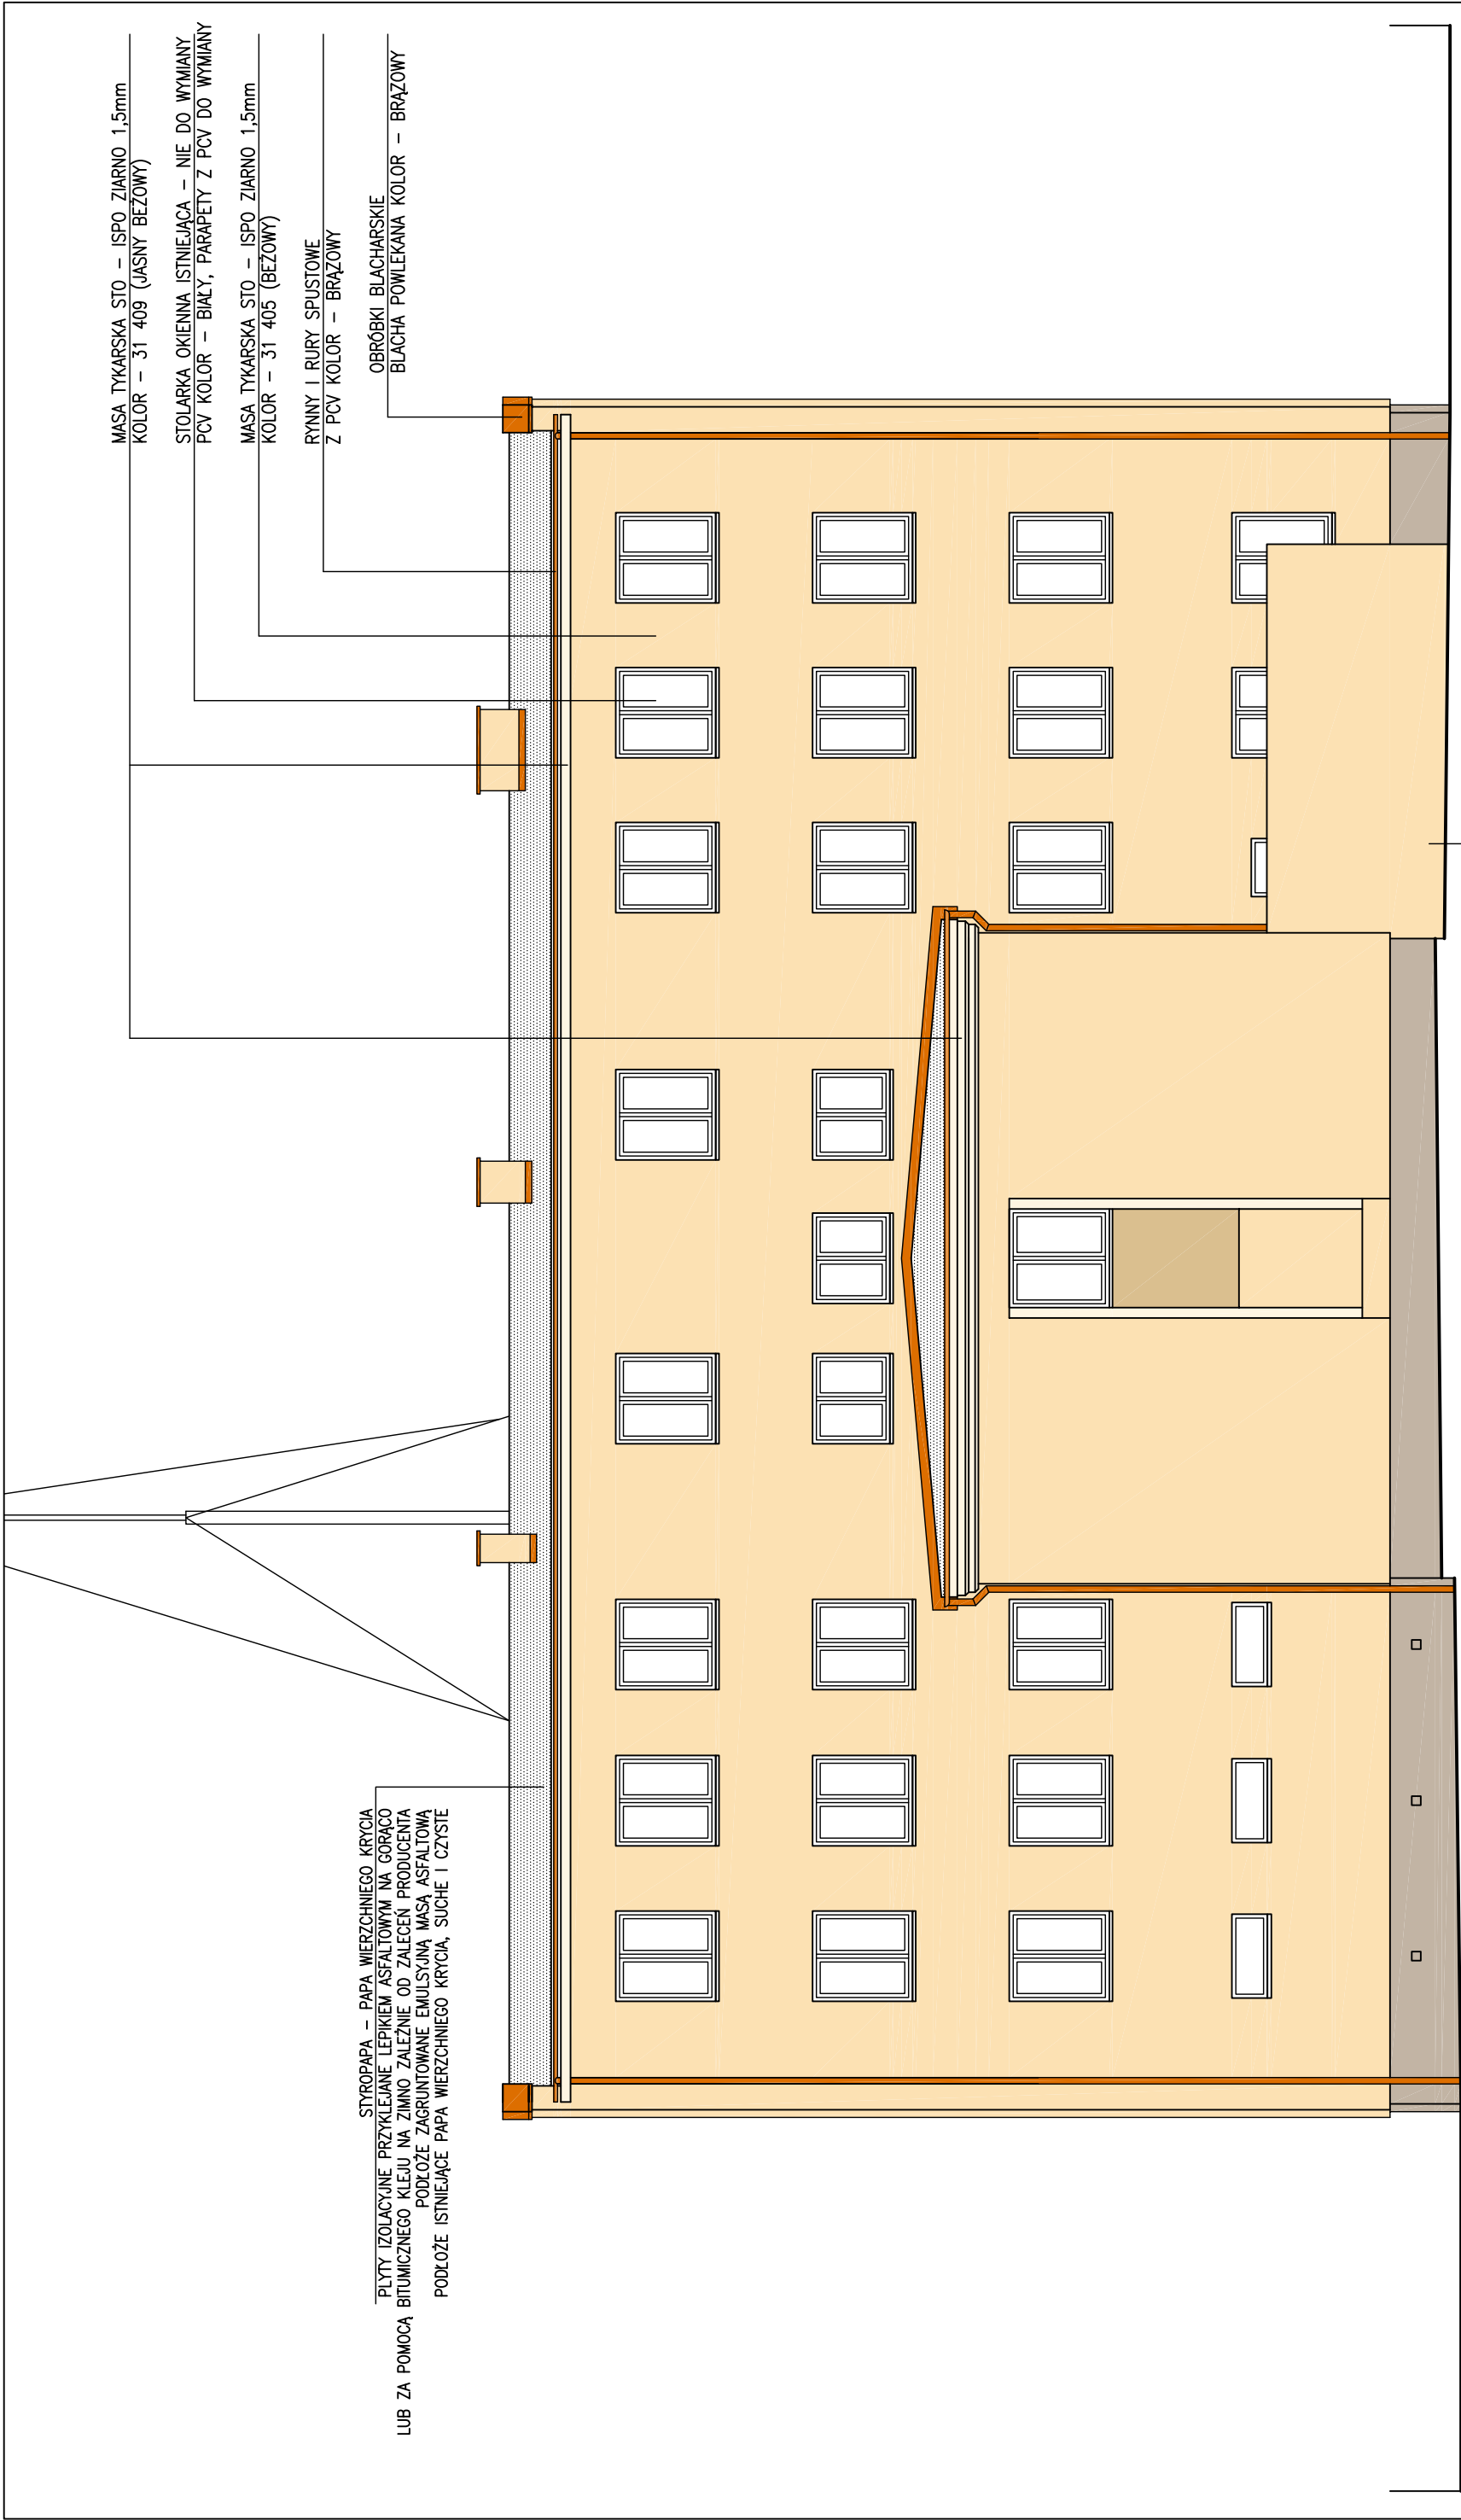 MASA TYKARSKA STO – ISPO ZIARNO 1,5mm
KOLOR – 31 409 (JASNY BEŻOWY)
STOLARKA OKIENNA ISTNIEJĄCA – NIE DO WYMIANY
PCV KOLOR – BIAŁY, PARAPETY Z PCV DO WYMIANY
MASA TYKARSKA STO – ISPO ZIARNO 1,5mm
KOLOR – 31 405 (BEŻOWY)
RYNNY I RURY SPUSTOWE
Z PCV KOLOR – BRĄZOWY
OBRÓBKI BLACHARSKIE
BLACHA POWLEKANA KOLOR – BRĄZOWY
STYROPAPA – PAPA WIERZCHNIEGO KRYCIA
PŁYTY IZOLACYJNE PRZYKLEJANE LEPIKIEM ASFALTOWYM NA GORĄCO
LUB ZA POMOCĄ BITUMICZNEGO KLEJU NA ZIMNO ZALEŻNIE OD ZALECEŃ PRODUCENTA
PODŁOŻE ZAGRUNTOWANE EMULSYJNĄ MASĄ ASFALTOWĄ
PODŁOŻE ISTNIEJĄCE PAPA WIERZCHNIEGO KRYCIA, SUCHE I CZYSTE